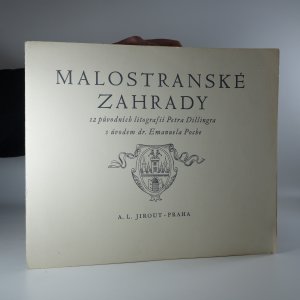 MALOSTRANSKÉ
ZAHRADY
12 původních litografií Petra Dillingra
s úvodem dr. Emanuela Poche
A. L. JIROUT - PRAHA